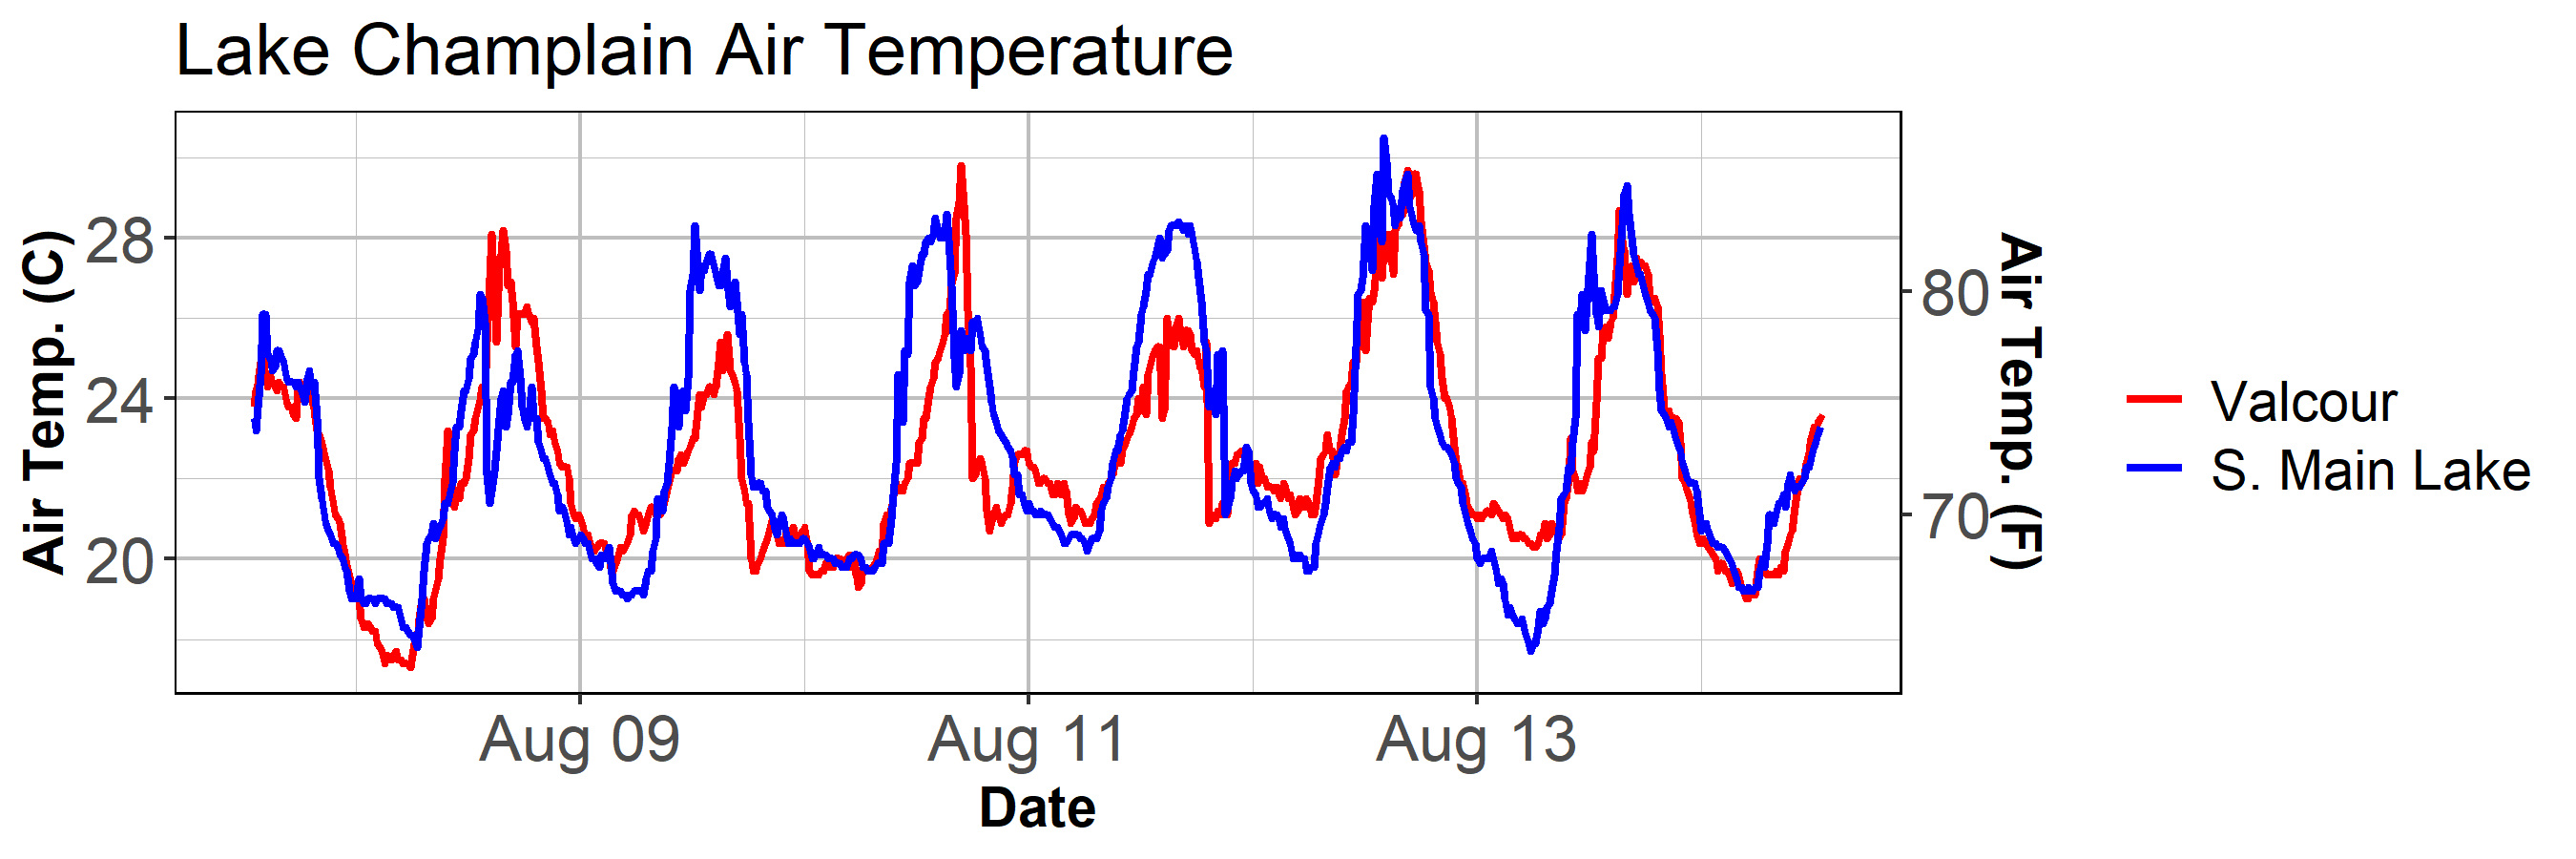 Lake Champlain Air Temperature
Air Temp. (C)
28
24
20
80
70
Air Temp. (F)
Valcour
S. Main Lake
Aug 09
Aug 11
Aug 13
Date